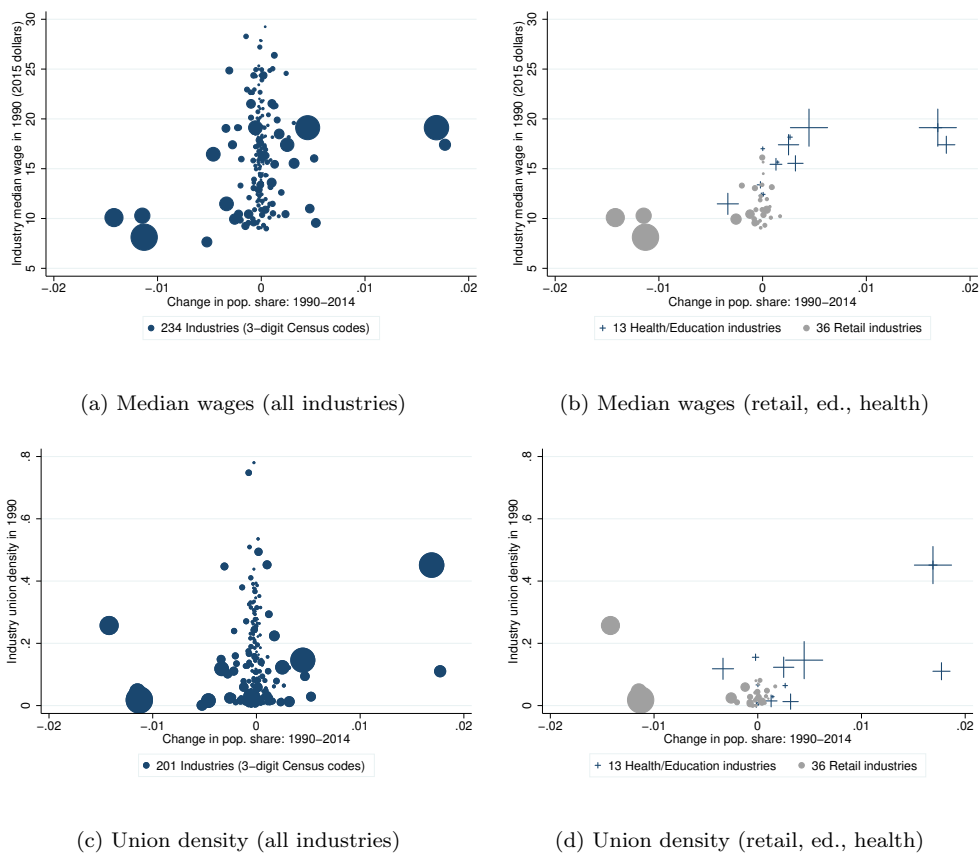 Industry median wage in 1990 (2015 dollars)
30
25
20
15
10
5
−.02 −.01 0 .01 .02
Change in pop. share: 1990−2014
234 Industries (3−digit Census codes)
(a) Median wages (all industries)
Industry median wage in 1990 (2015 dollars)
30
25
20
15
10
5
−.02 −.01 0 .01 .02
Change in pop. share: 1990−2014
13 Health/Education industries 36 Retail industries
(b) Median wages (retail, ed., health)
Industry union density in 1990
.8
.6
.4
.2
0
−.02 −.01 0 .01 .02
Change in pop. share: 1990−2014
201 Industries (3−digit Census codes)
(c) Union density (all industries)
Industry union density in 1990
.8
.6
.4
.2
0
−.02 −.01 0 .01 .02
Change in pop. share: 1990−2014
13 Health/Education industries 36 Retail industries
(d) Union density (retail, ed., health)